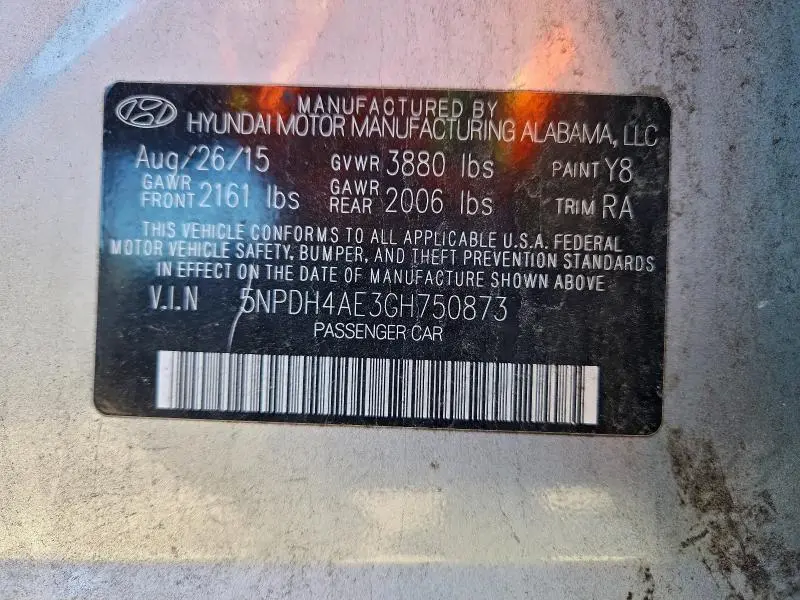 MANUFACTURED BY
HYUNDAI MOTOR MANUFACTURING ALABAMA, LLC
Aug/26/15 GVWR 3880 lbs PAINT Y8
GAWR FRONT 2161 lbs GAWR REAR 2006 lbs TRIM RA
THIS VEHICLE CONFORMS TO ALL APPLICABLE U.S.A. FEDERAL
MOTOR VEHICLE SAFETY, BUMPER, AND THEFT PREVENTION STANDARDS
IN EFFECT ON THE DATE OF MANUFACTURE SHOWN ABOVE
V.I.N 5NPDH4AE3GH750873
PASSENGER CAR